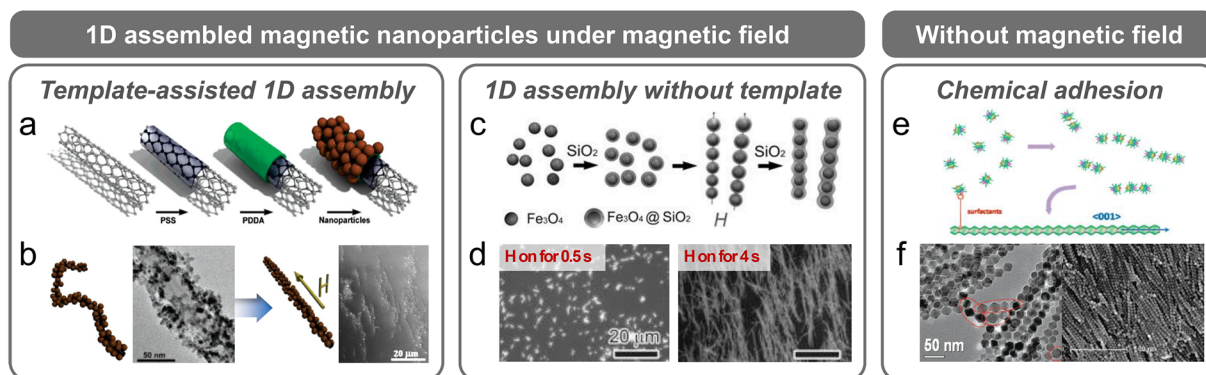 1D assembled magnetic nanoparticles under magnetic field
Without magnetic field
Template-assisted 1D assembly
1D assembly without template
Chemical adhesion
a
PSS
PDDA
Nanoparticles
b
50 nm
H
20 µm
c
SiO₂
SiO₂
H
Fe₃O₄
Fe₃O₄@SiO₂
d
H on for 0.5 s
20 µm
H on for 4 s
e
surfactants
<001>
f
50 nm